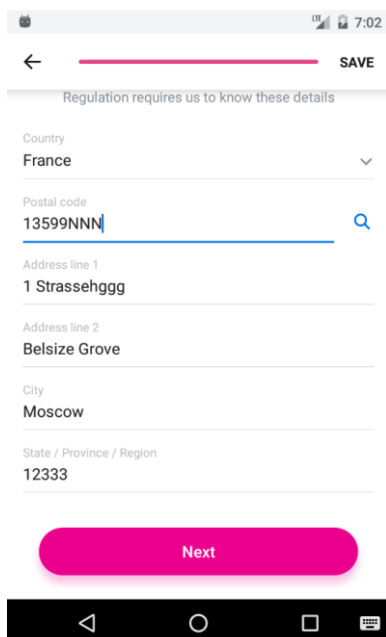 LTE 7:02
SAVE
Regulation requires us to know these details
Country
France
Postal code
13599NNN
Address line 1
1 Strassehggg
Address line 2
Belsize Grove
City
Moscow
State / Province / Region
12333
Next